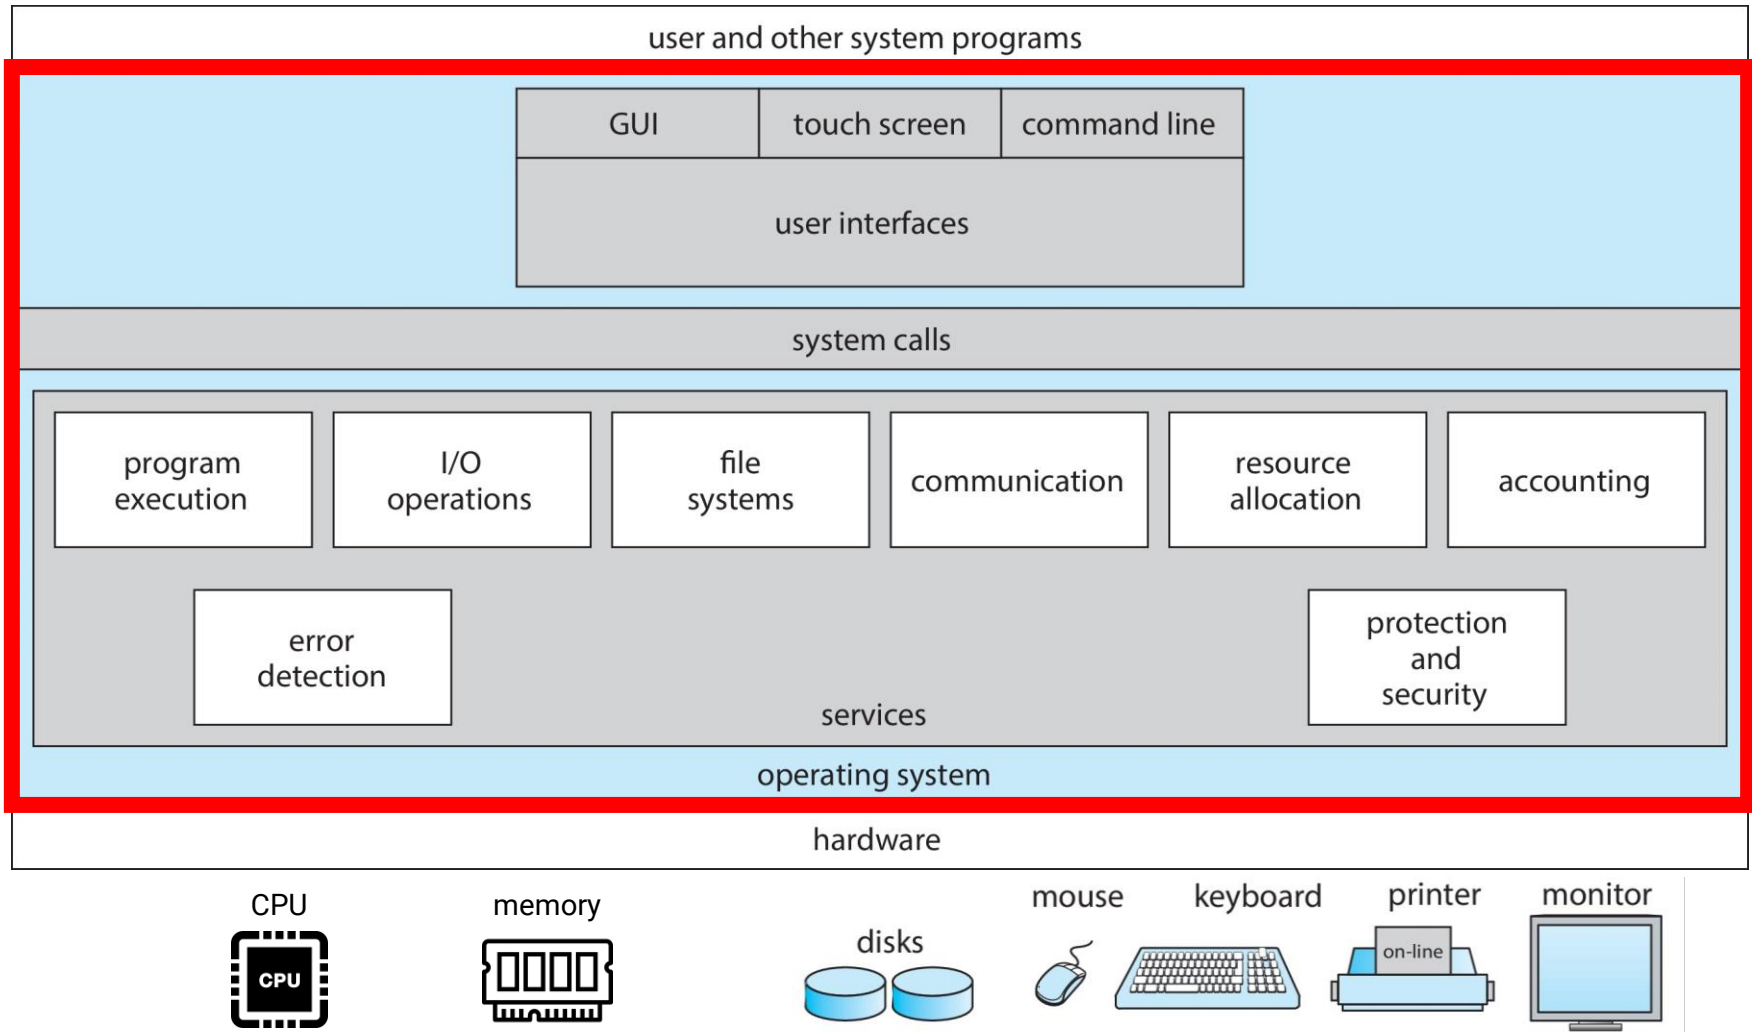 user and other system programs
GUI
touch screen
command line
user interfaces
system calls
program
execution
I/O
operations
file
systems
communication
resource
allocation
accounting
error
detection
protection
and
security
services
operating system
hardware
CPU
memory
disks
mouse
keyboard
printer
monitor
CPU
on-line